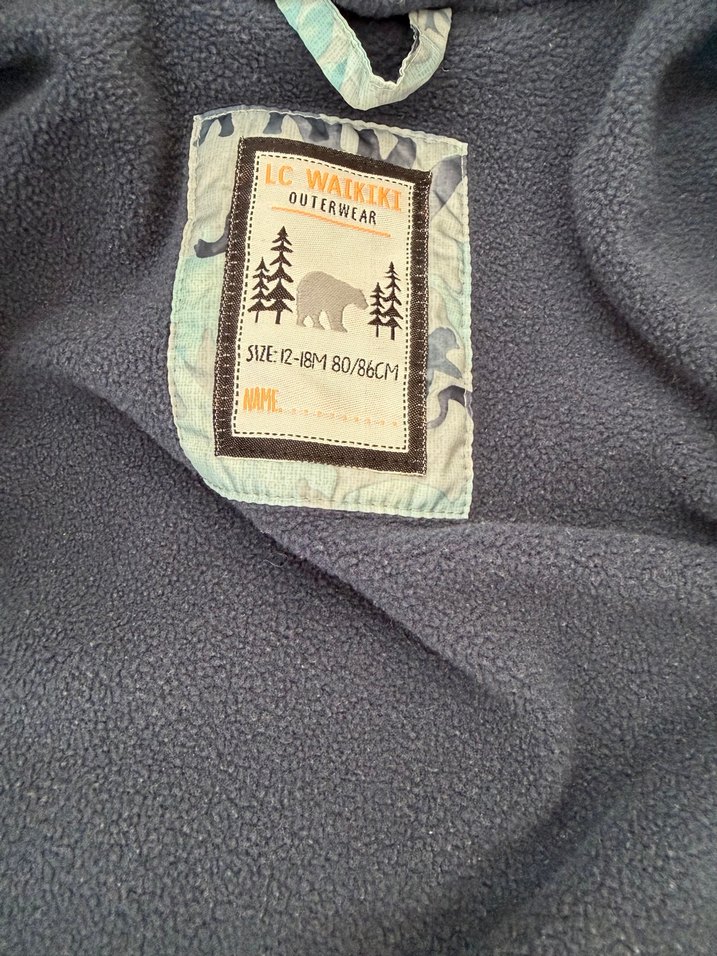 LC WAIKIKI
OUTERWEAR
SIZE: 12-18M 80/86CM
NAME..............